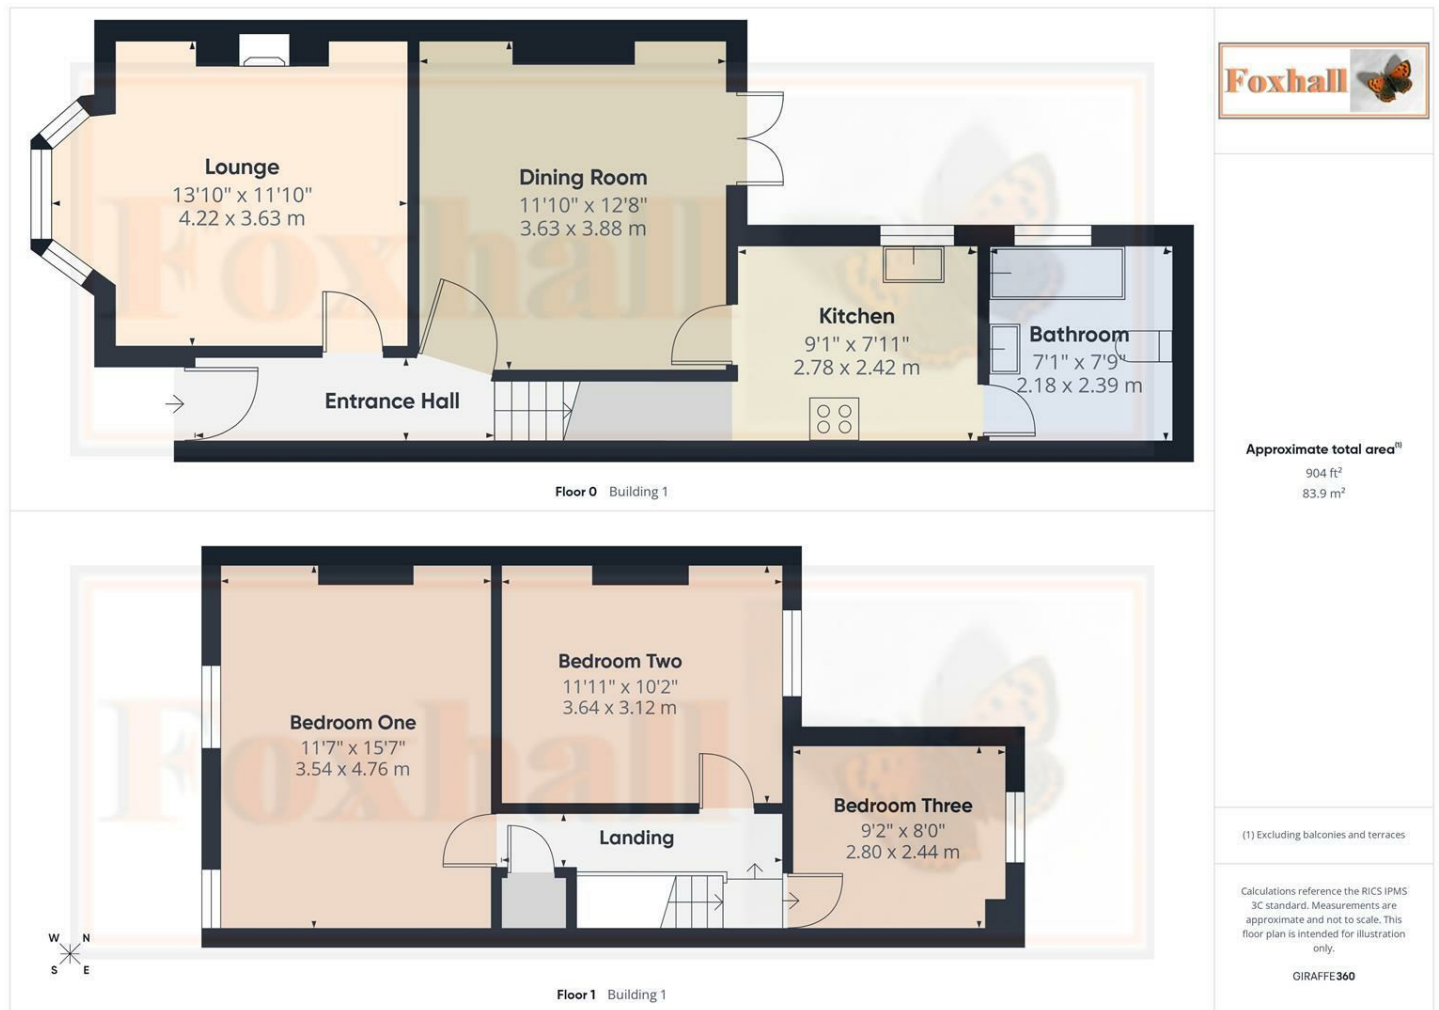 Foxhall
Lounge
13'10" x 11'10"
4.22 x 3.63 m
Dining Room
11'10" x 12'8"
3.63 x 3.88 m
Kitchen
9'1" x 7'11"
2.78 x 2.42 m
Bathroom
7'1" x 7'9"
2.18 x 2.39 m
Entrance Hall
Foxhall
Floor 0 Building 1
Bedroom One
11'7" x 15'7"
3.54 x 4.76 m
Bedroom Two
11'11" x 10'2"
3.64 x 3.12 m
Bedroom Three
9'2" x 8'0"
2.80 x 2.44 m
Landing
Foxhall
W N
S E
Floor 1 Building 1
Approximate total area(1)
904 ft²
83.9 m²
(1) Excluding balconies and terraces
Calculations reference the RICS IPMS
3C standard. Measurements are
approximate and not to scale. This
floor plan is intended for illustration
only.
GIRAFFE360